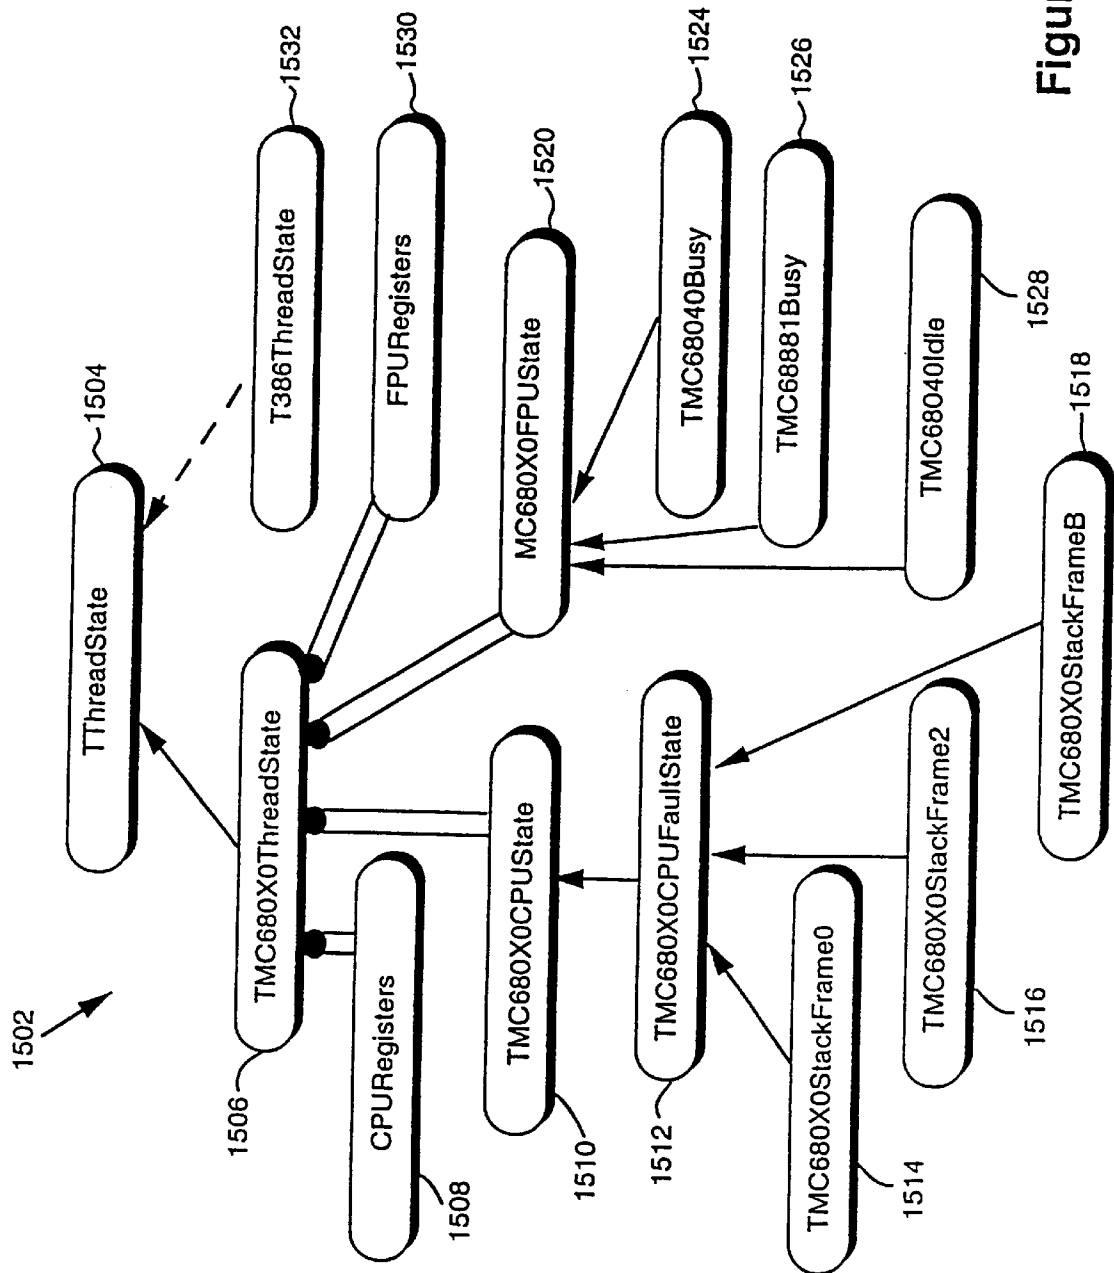 1502
TThreadState
1504
TMC680X0ThreadState
1506
T386ThreadState
1532
CPURegisters
1508
FPURegisters
1530
TMC680X0CPUState
1510
MC680X0FPUState
1520
TMC680X0CPUFaultState
1512
TMC68040Busy
1524
TMC68881Busy
1526
TMC680X0StackFrame0
1514
TMC680X0StackFrame2
1516
TMC68040Idle
1528
TMC680X0StackFrameB
1518
Figur